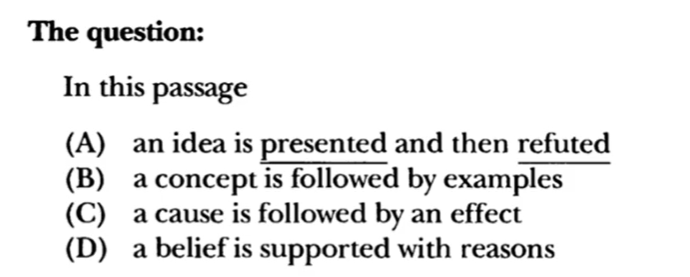 The question:
In this passage
(A) an idea is presented and then refuted
(B) a concept is followed by examples
(C) a cause is followed by an effect
(D) a belief is supported with reasons